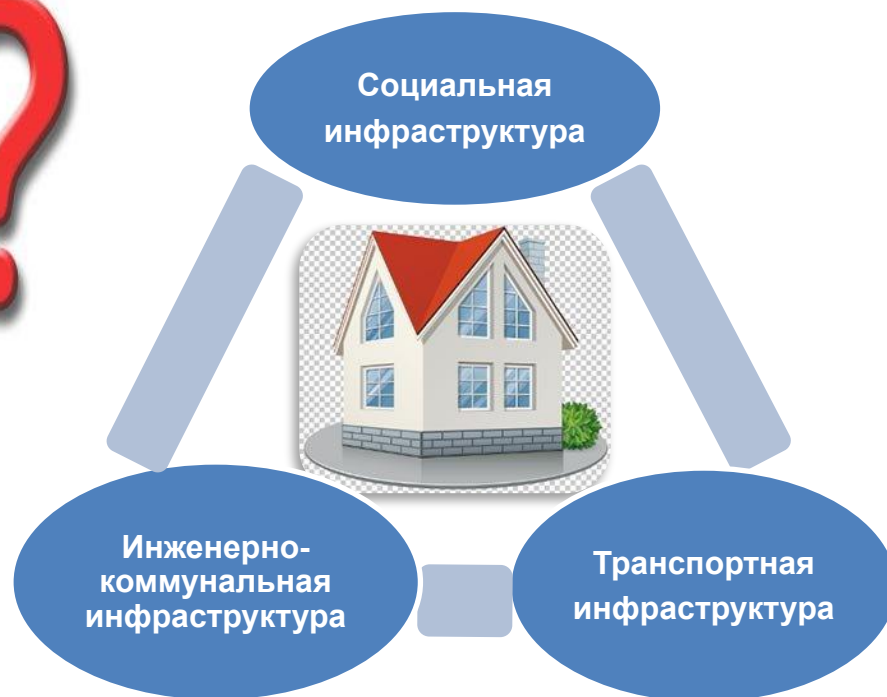 Социальная
инфраструктура
Инженерно-
коммунальная
инфраструктура
Транспортная
инфраструктура